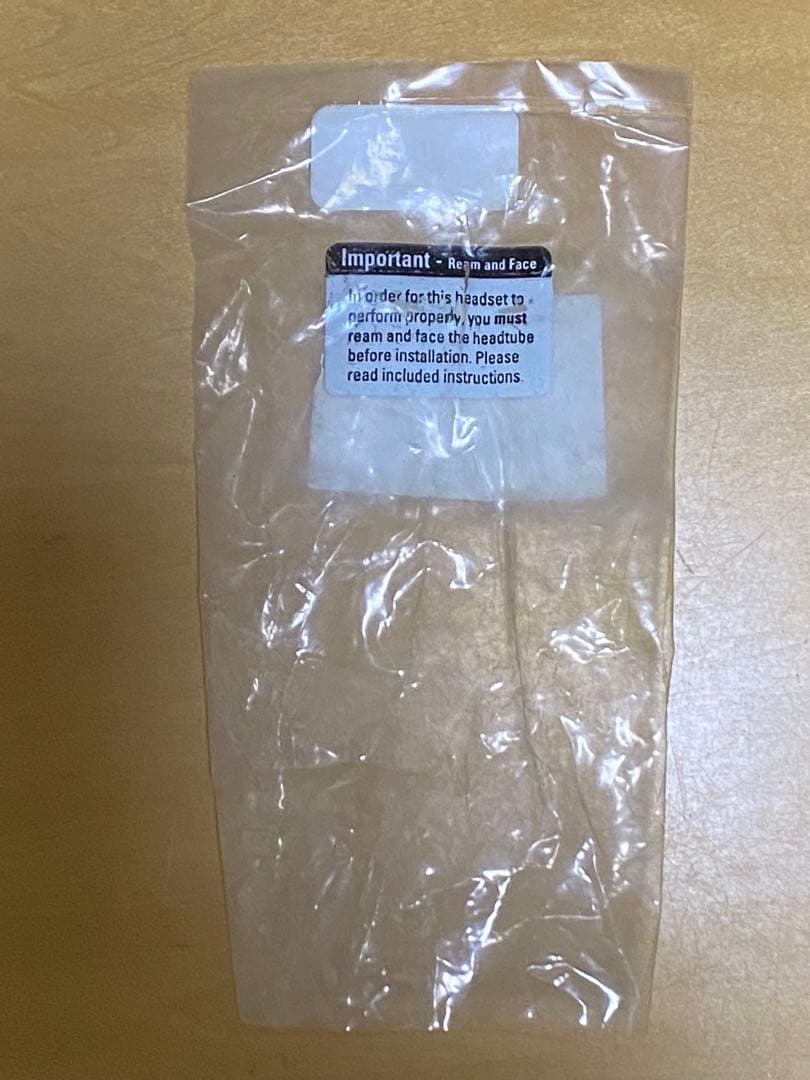 Important - Ream and Face
In order for this headset to
perform properly, you must
ream and face the headtube
before installation. Please
read included instructions.